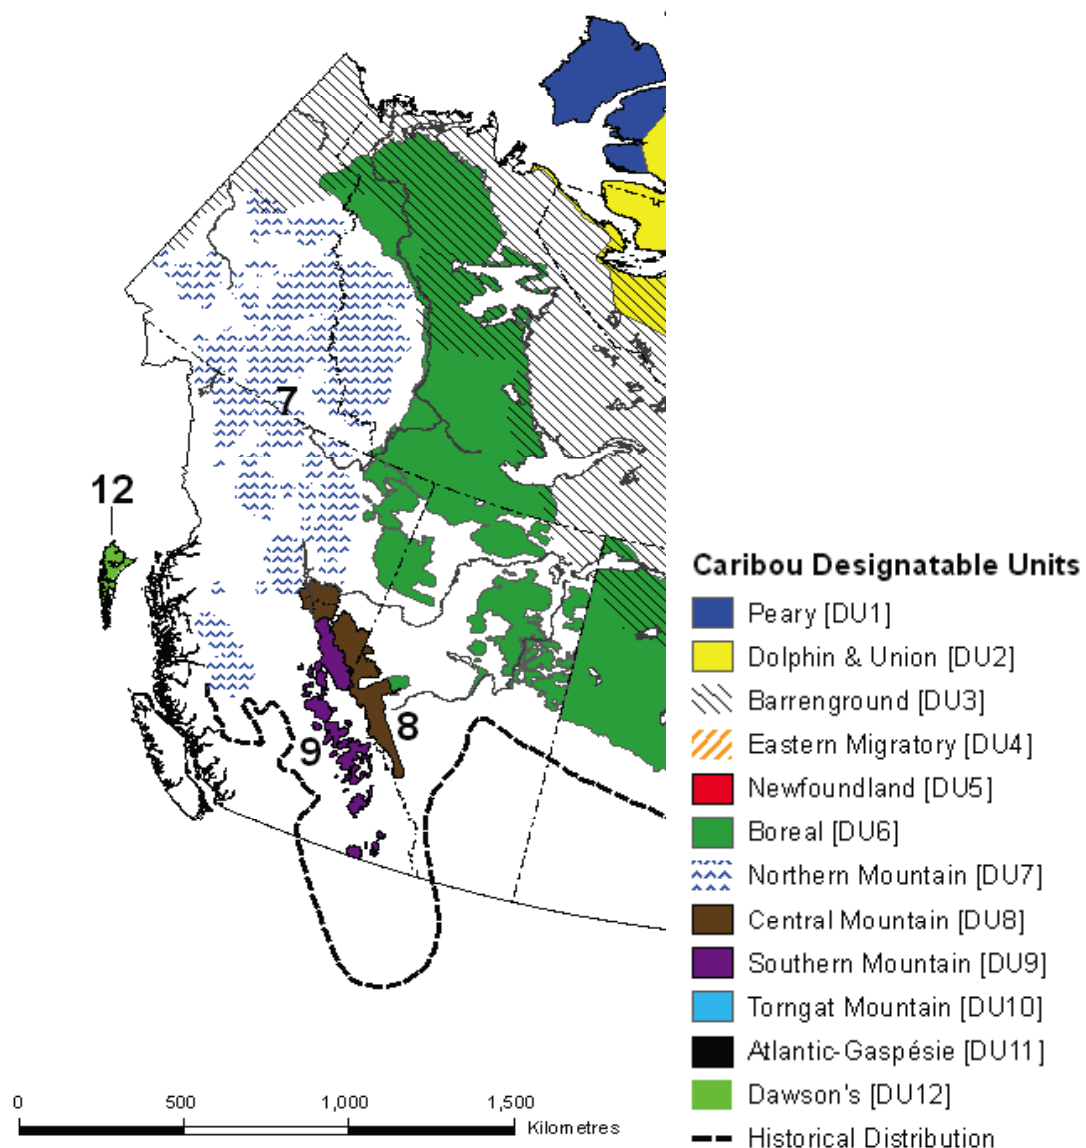 7
12
8
9
Caribou Designatable Units
Peary [DU1]
Dolphin & Union [DU2]
Barrenground [DU3]
Eastern Migratory [DU4]
Newfoundland [DU5]
Boreal [DU6]
Northern Mountain [DU7]
Central Mountain [DU8]
Southern Mountain [DU9]
Torngat Mountain [DU10]
Atlantic-Gaspésie [DU11]
Dawson's [DU12]
Historical Distribution
0 500 1,000 1,500
Kilometres